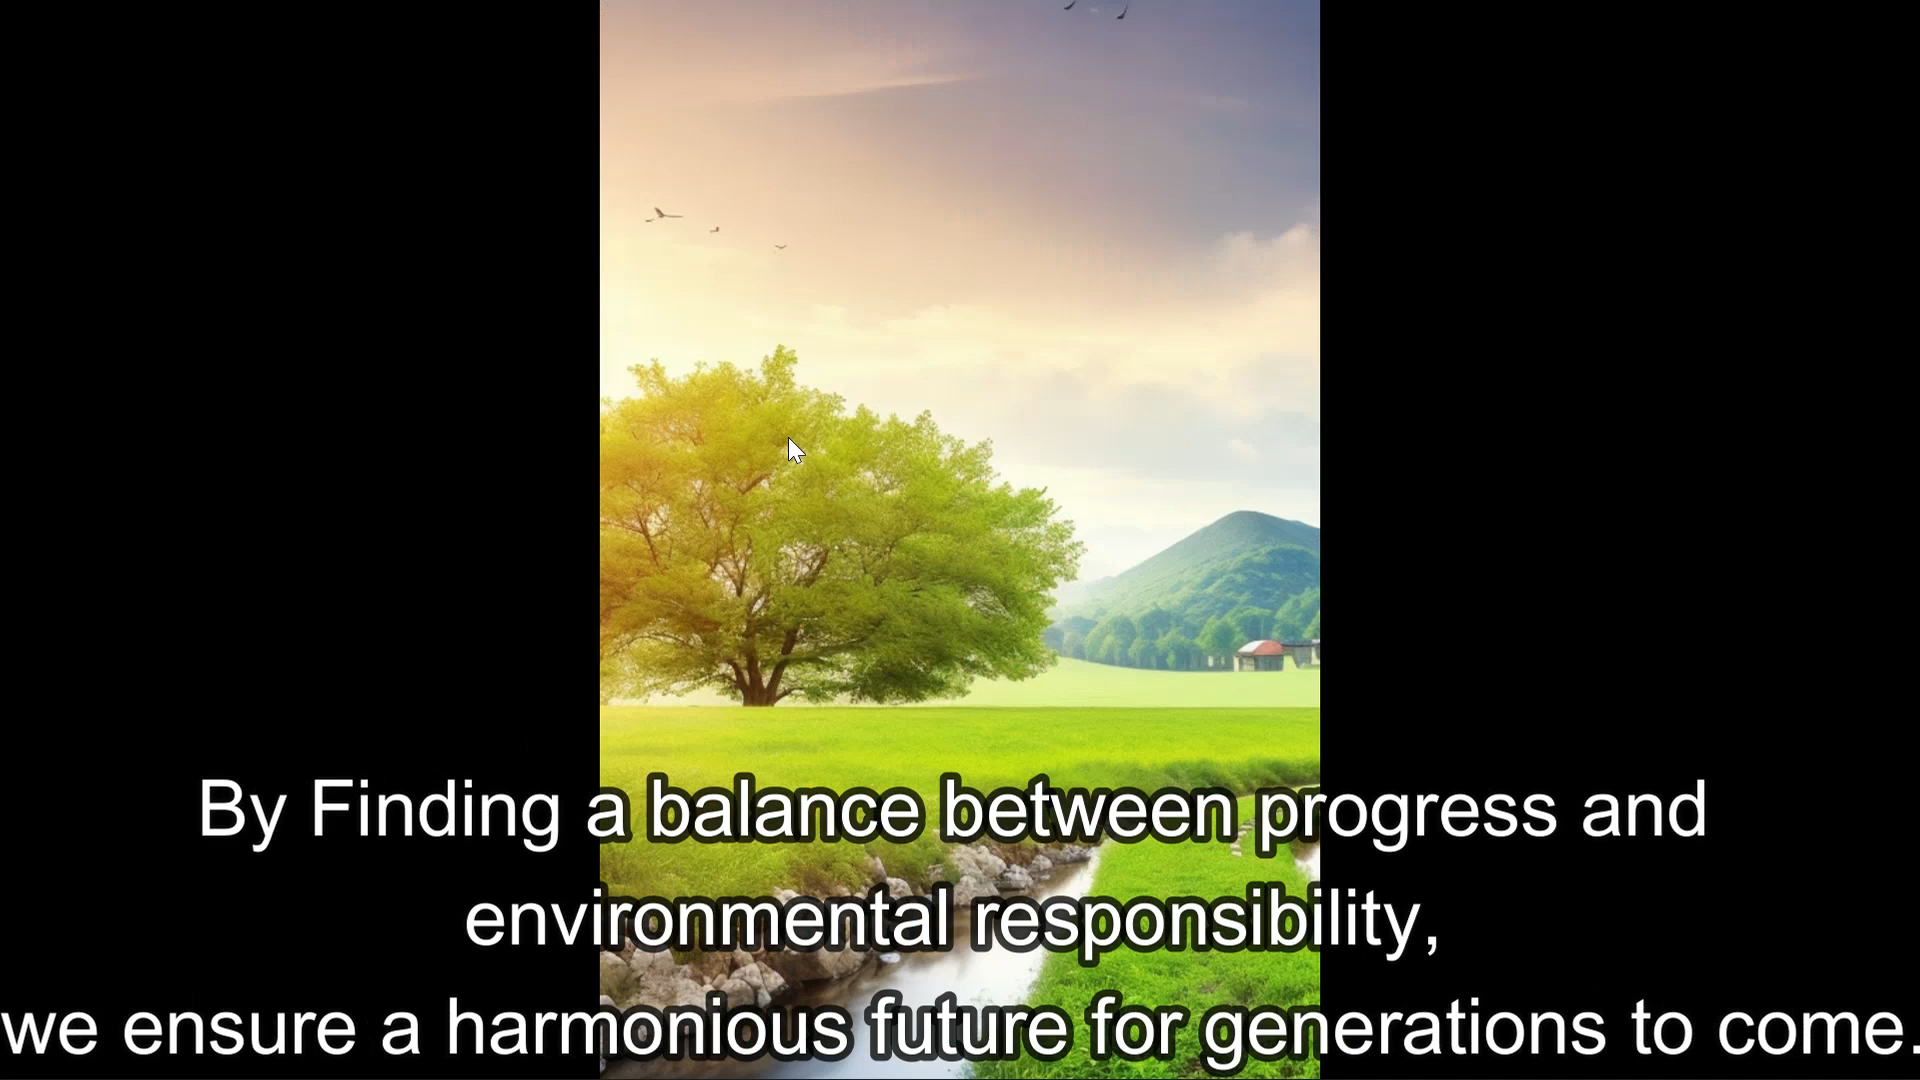 By Finding a balance between progress and
environmental responsibility,
we ensure a harmonious future for generations to come.